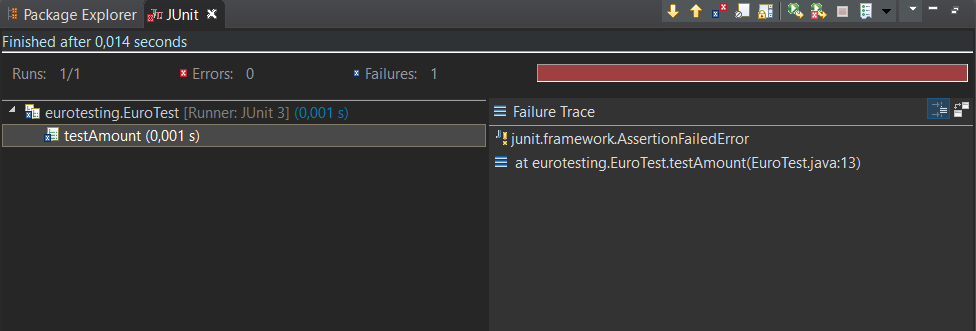 Package Explorer JUnit
Finished after 0,014 seconds
Runs: 1/1 Errors: 0 Failures: 1
eurotesting.EuroTest [Runner: JUnit 3] (0,001 s)
testAmount (0,001 s)
Failure Trace
junit.framework.AssertionFailedError
at eurotesting.EuroTest.testAmount(EuroTest.java:13)